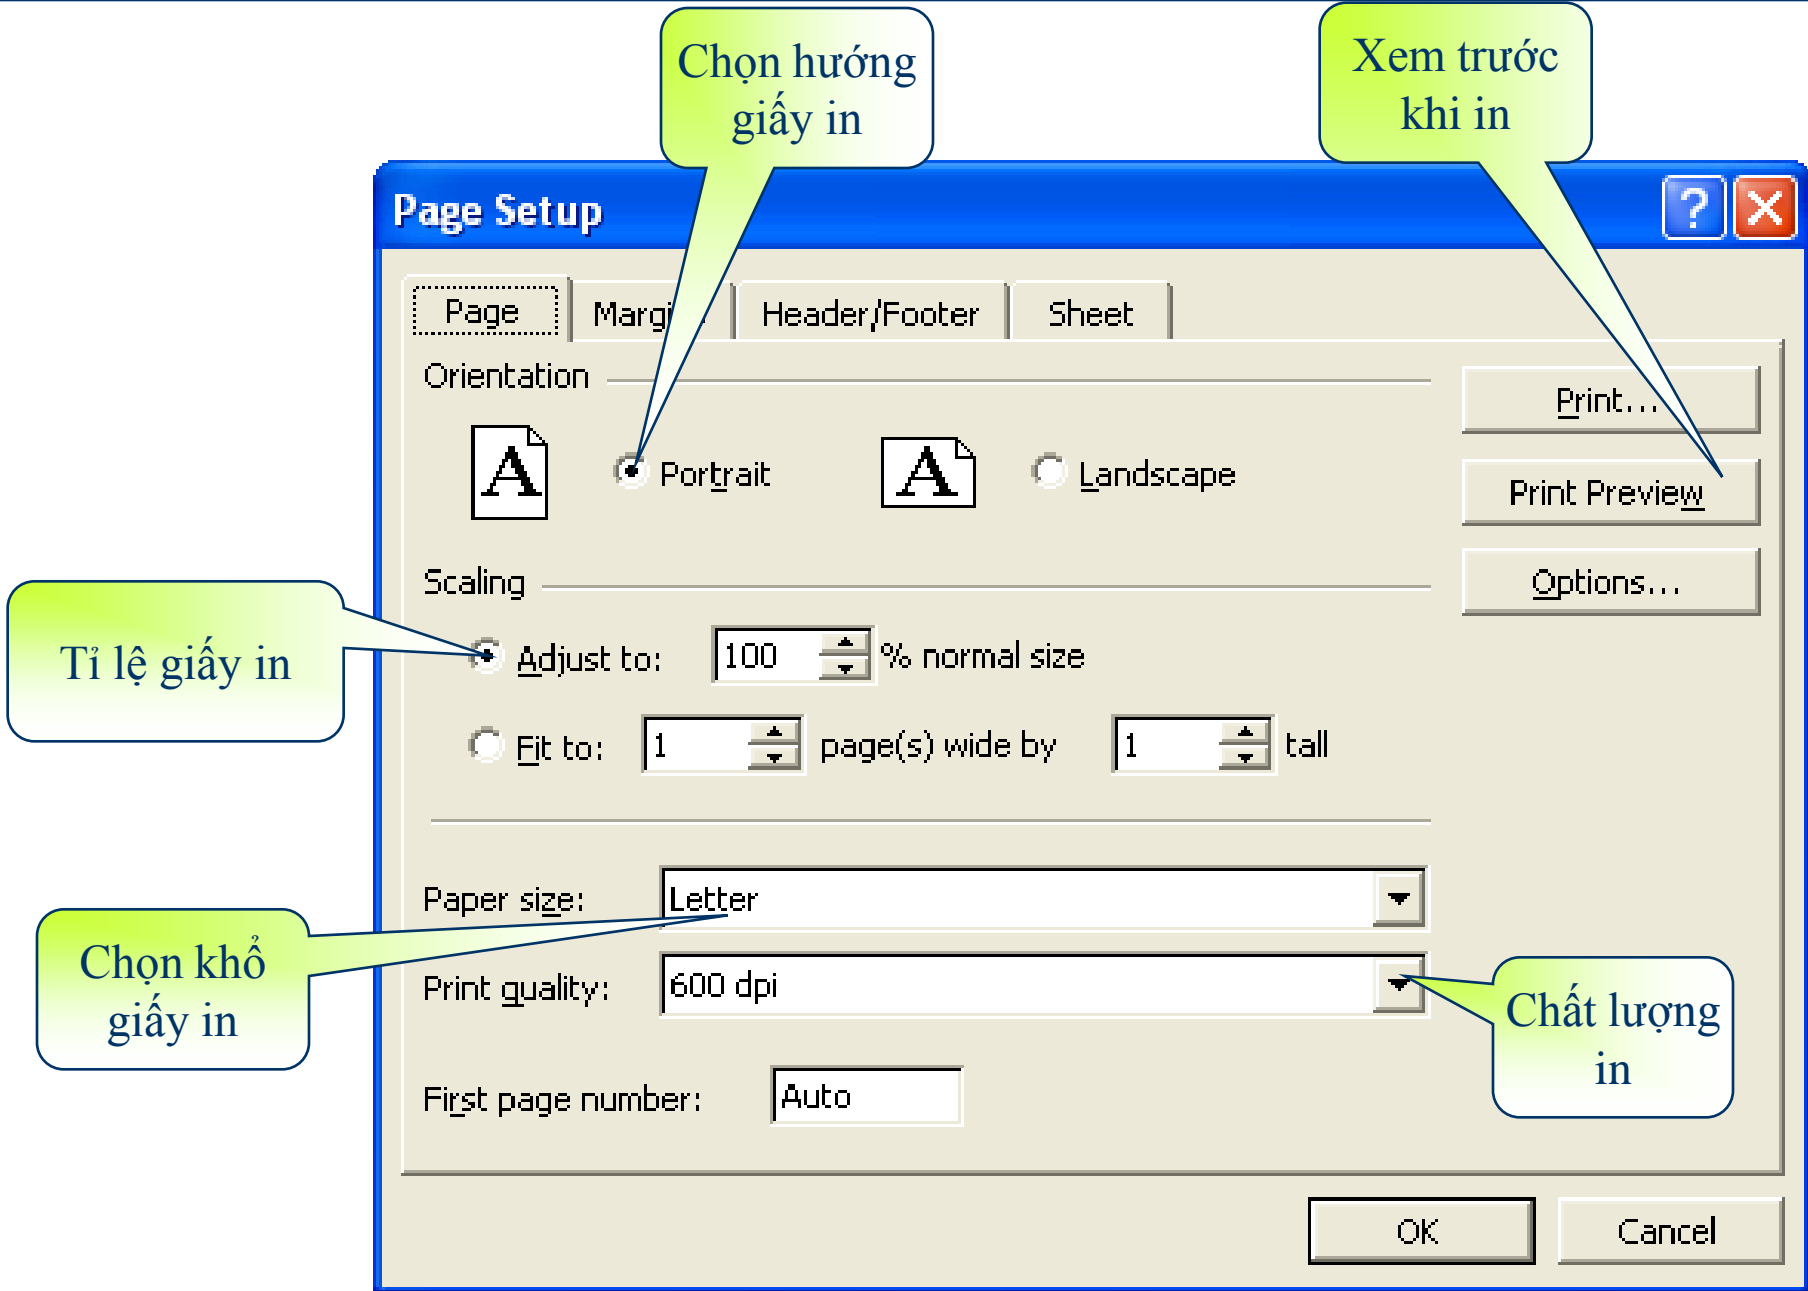 Chọn hướng
giấy in
Xem trước
khi in
Page Setup
Page
Margi
Header/Footer
Sheet
Orientation
Print...
A
Portrait
A
Landscape
Print Preview
Scaling
Options...
Tỉ lệ giấy in
Adjust to: 100 % normal size
Fit to: 1 page(s) wide by 1 tall
Paper size: Letter
Chọn khổ
giấy in
Print quality: 600 dpi
Chất lượng
in
First page number: Auto
OK
Cancel